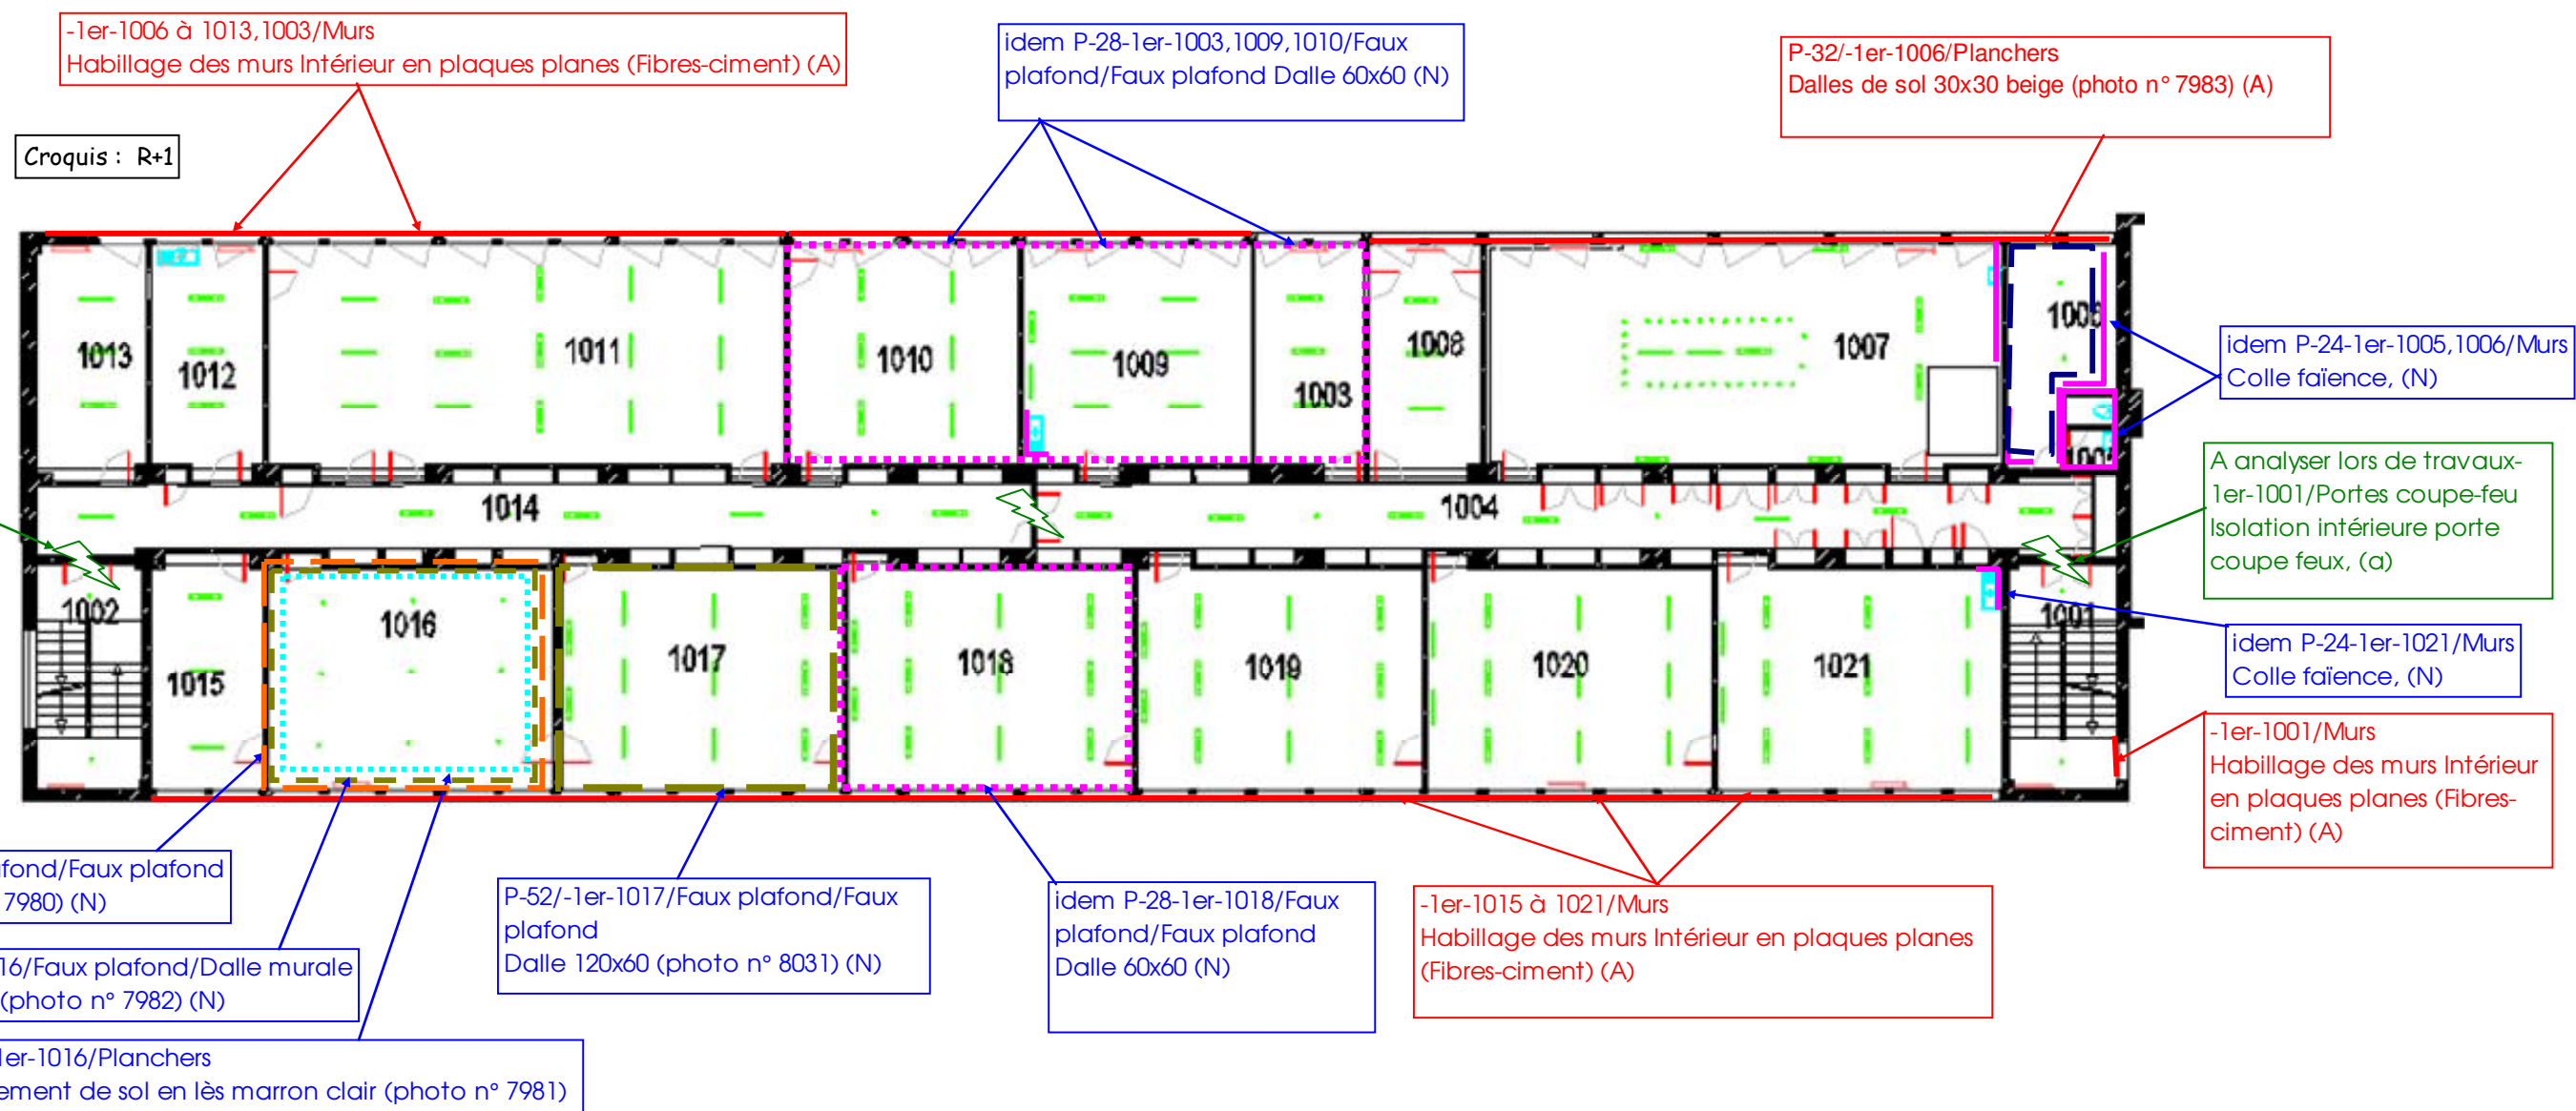 -1er-1006 à 1013,1003/Murs
Habillage des murs Intérieur en plaques planes (Fibres-ciment) (A)
idem P-28-1er-1003,1009,1010/Faux
plafond/Faux plafond Dalle 60x60 (N)
P-32/-1er-1006/Planchers
Dalles de sol 30x30 beige (photo n° 7983) (A)
Croquis : R+1
1013
1012
1011
1010
1009
1003
1008
1007
1006
idem P-24-1er-1005,1006/Murs
Colle faïence, (N)
A analyser lors de travaux-
1er-1001/Portes coupe-feu
Isolation intérieure porte
coupe feux, (a)
1014
1004
1002
1015
1016
1017
1018
1019
1020
1021
1001
idem P-24-1er-1021/Murs
Colle faïence, (N)
-1er-1001/Murs
Habillage des murs Intérieur
en plaques planes (Fibres-
ciment) (A)
fond/Faux plafond
7980) (N)
16/Faux plafond/Dalle murale
(photo n° 7982) (N)
1er-1016/Planchers
ement de sol en lès marron clair (photo n° 7981)
P-52/-1er-1017/Faux plafond/Faux
plafond
Dalle 120x60 (photo n° 8031) (N)
idem P-28-1er-1018/Faux
plafond/Faux plafond
Dalle 60x60 (N)
-1er-1015 à 1021/Murs
Habillage des murs Intérieur en plaques planes
(Fibres-ciment) (A)